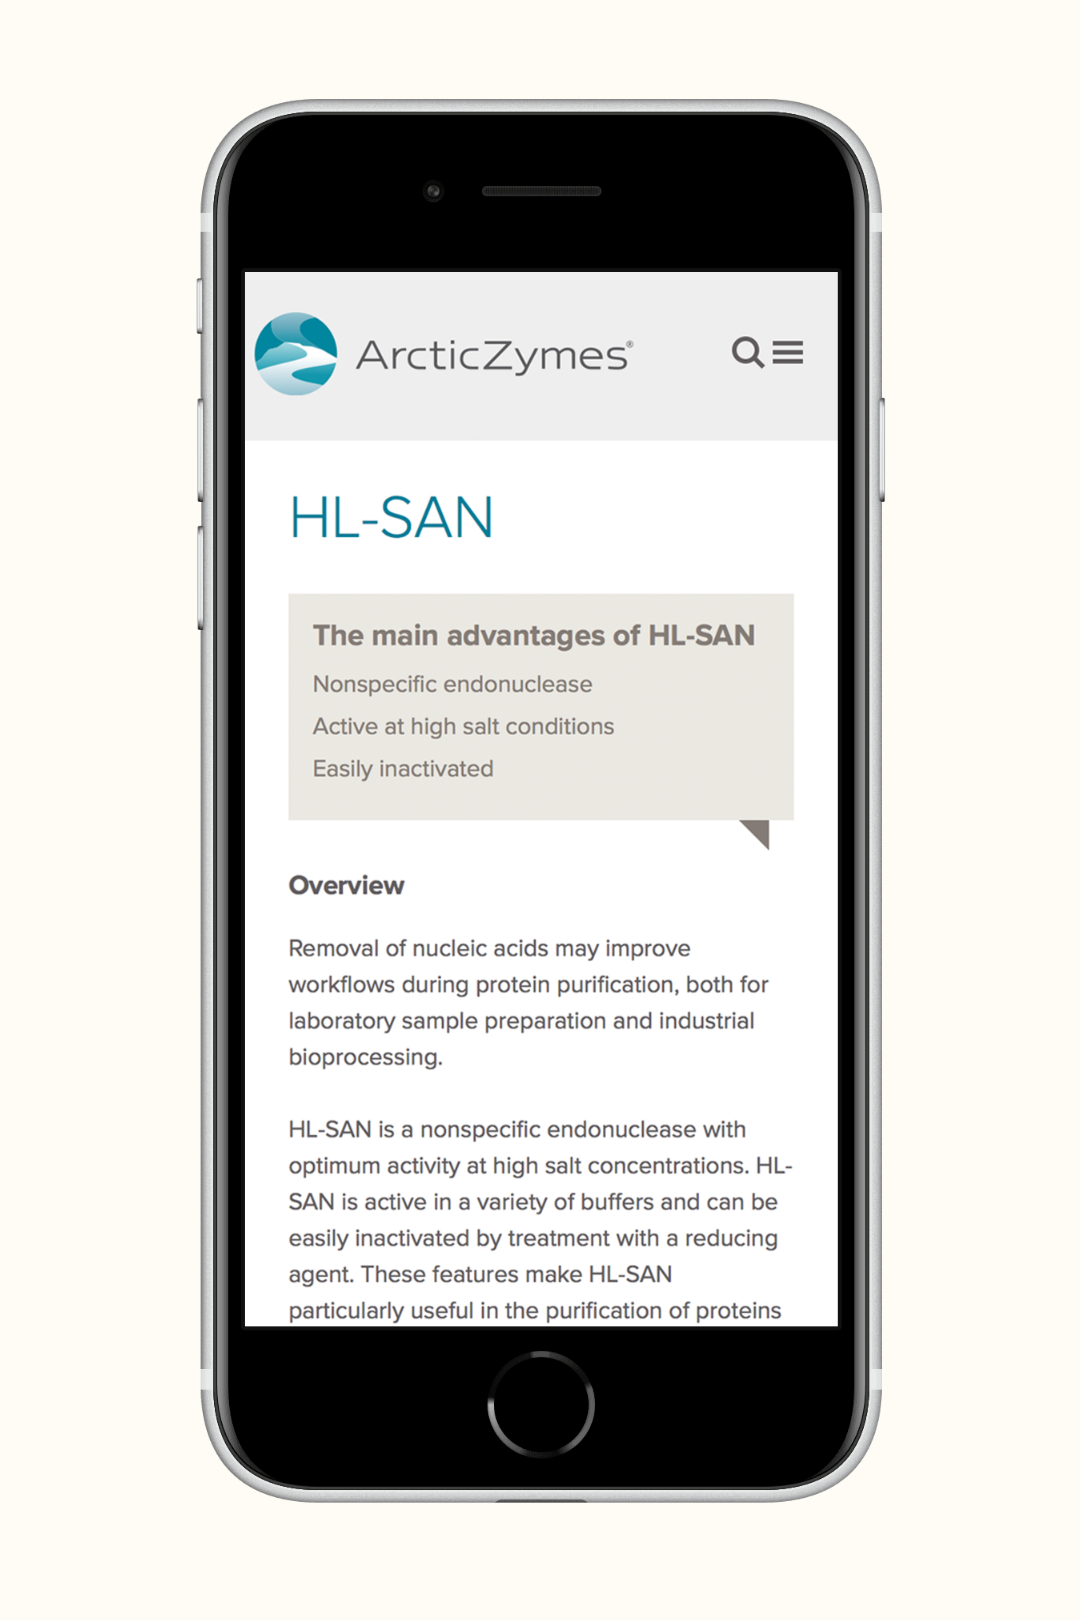 ArcticZymes®
HL-SAN
The main advantages of HL-SAN
Nonspecific endonuclease
Active at high salt conditions
Easily inactivated
Overview
Removal of nucleic acids may improve
workflows during protein purification, both for
laboratory sample preparation and industrial
bioprocessing.
HL-SAN is a nonspecific endonuclease with
optimum activity at high salt concentrations. HL-
SAN is active in a variety of buffers and can be
easily inactivated by treatment with a reducing
agent. These features make HL-SAN
particularly useful in the purification of proteins